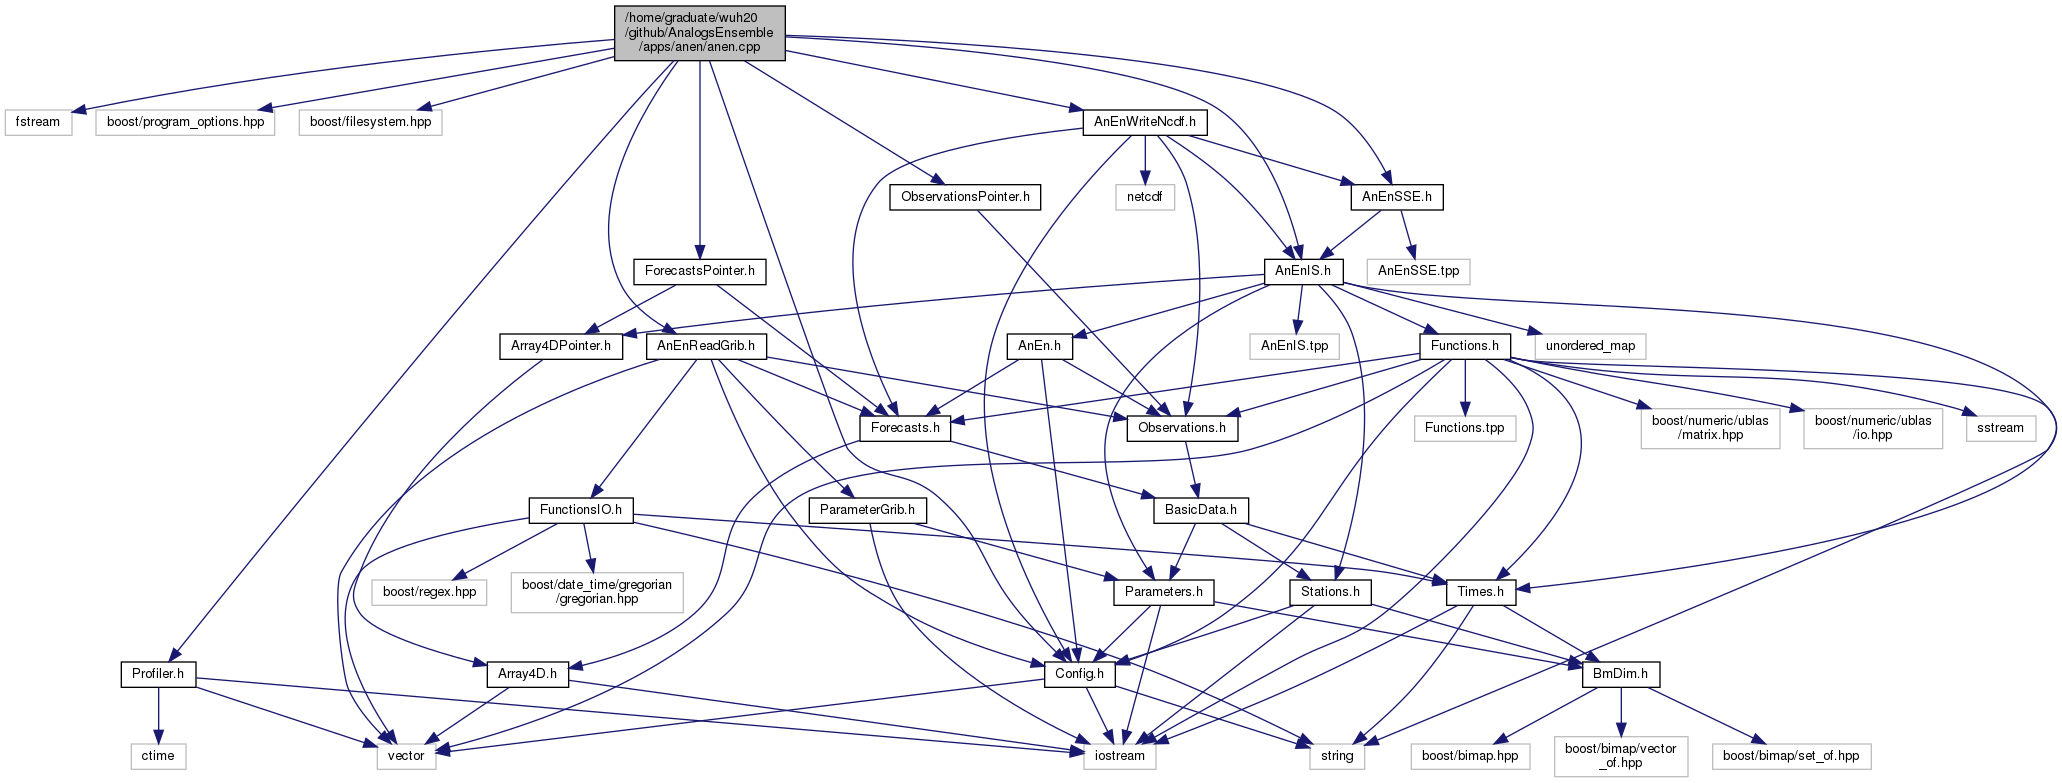 /home/graduate/wuh20
/github/AnalogsEnsemble
/apps/anen/anen.cpp
fstream
boost/program_options.hpp
boost/filesystem.hpp
AnEnWriteNcdf.h
ObservationsPointer.h
netcdf
AnEnSSE.h
ForecastsPointer.h
AnEnIS.h
AnEnSSE.tpp
Array4DPointer.h
AnEnReadGrib.h
AnEn.h
AnEnIS.tpp
Functions.h
unordered_map
Forecasts.h
Observations.h
Functions.tpp
boost/numeric/ublas
/matrix.hpp
boost/numeric/ublas
/io.hpp
sstream
FunctionsIO.h
ParameterGrib.h
BasicData.h
boost/regex.hpp
boost/date_time/gregorian
/gregorian.hpp
Parameters.h
Stations.h
Times.h
Profiler.h
Array4D.h
Config.h
BmDim.h
ctime
vector
iostream
string
boost/bimap.hpp
boost/bimap/vector
_of.hpp
boost/bimap/set_of.hpp